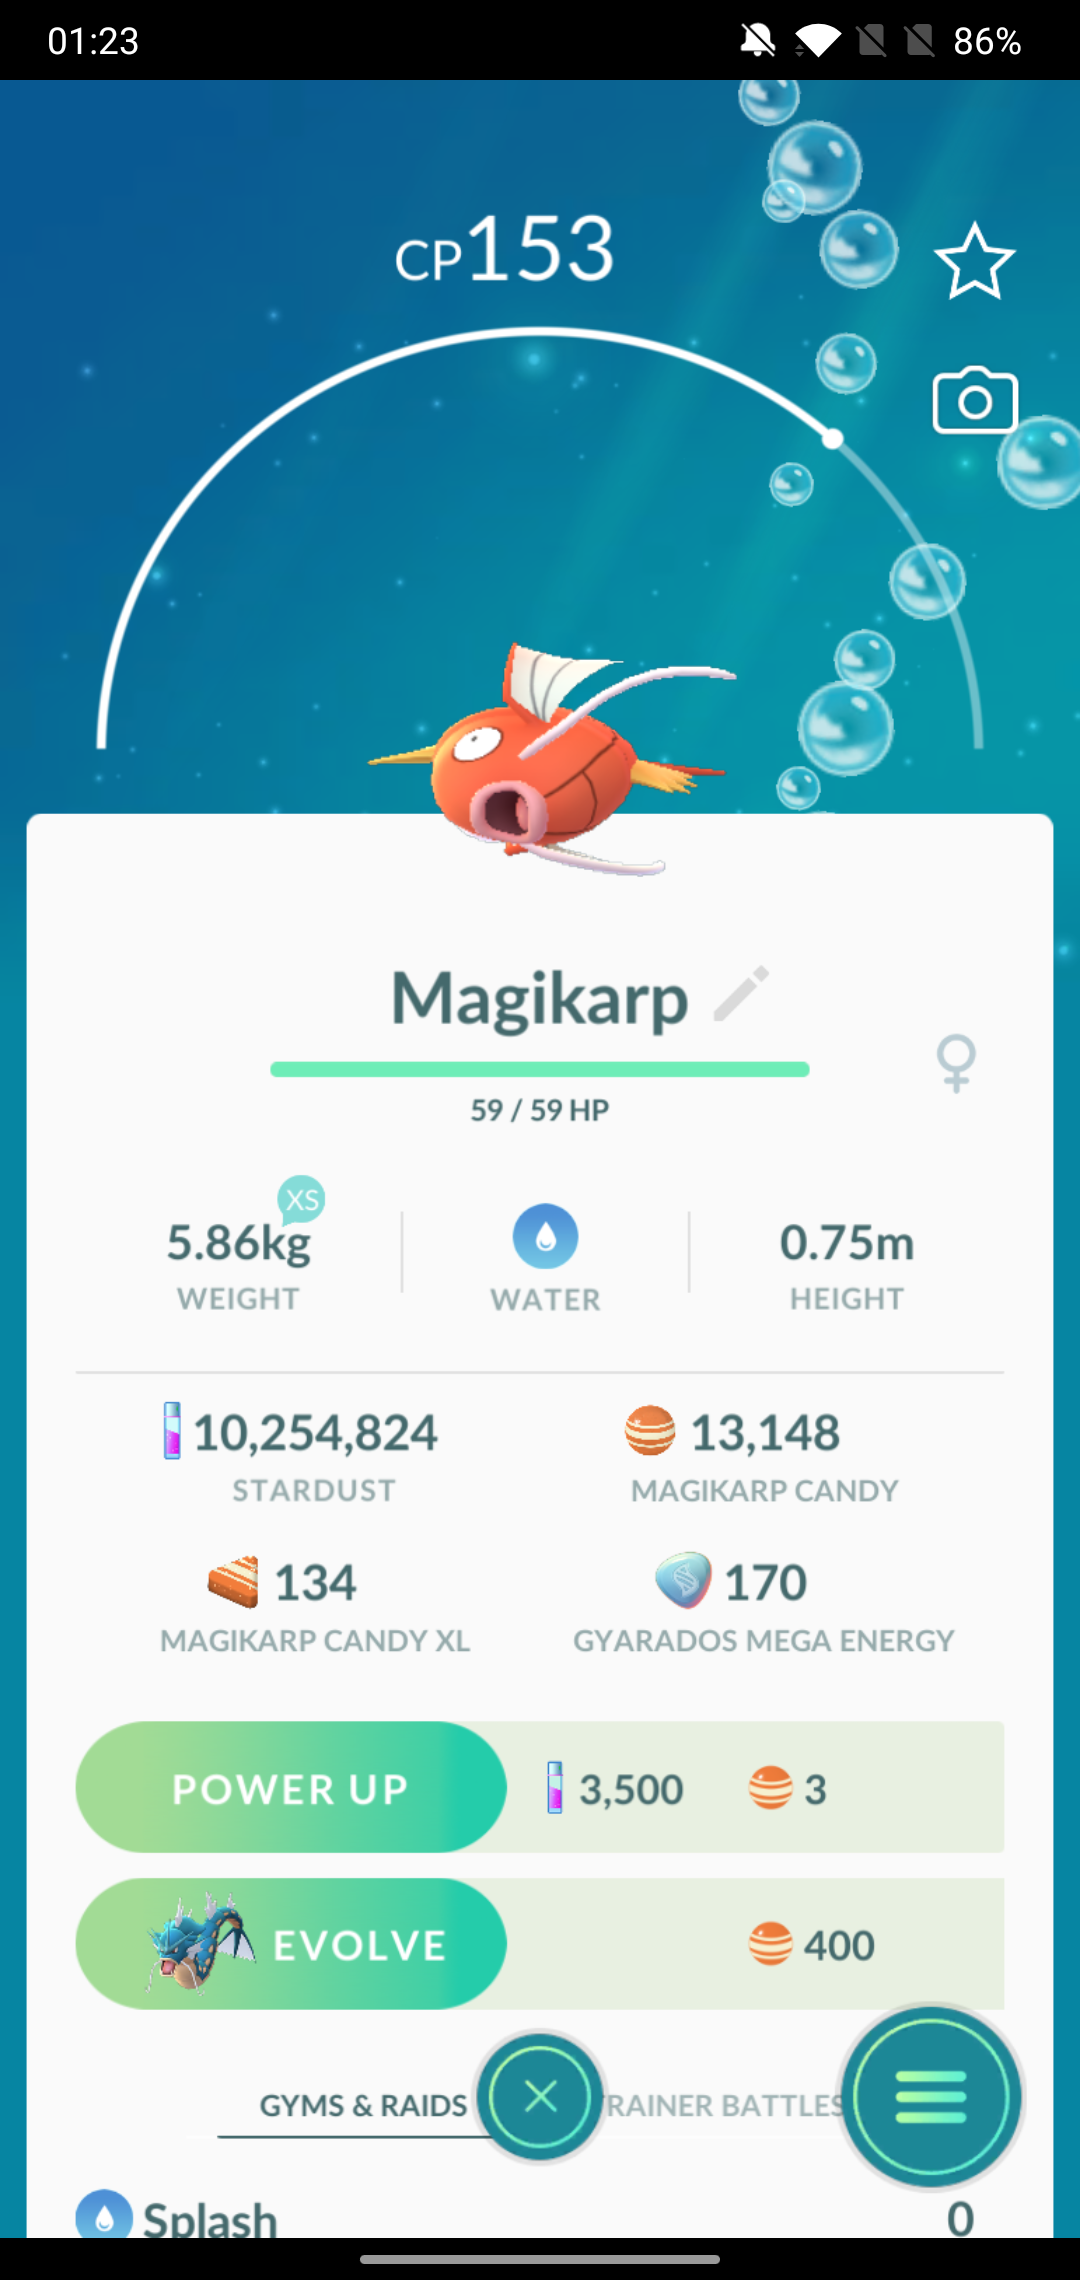 01:23
86%
CP153
Magikarp
59 / 59 HP
XS
5.86kg
WEIGHT
WATER
0.75m
HEIGHT
10,254,824
STARDUST
13,148
MAGIKARP CANDY
134
MAGIKARP CANDY XL
170
GYARADOS MEGA ENERGY
POWER UP
3,500
3
EVOLVE
400
GYMS & RAIDS
RAINER BATTLES
Splash
0